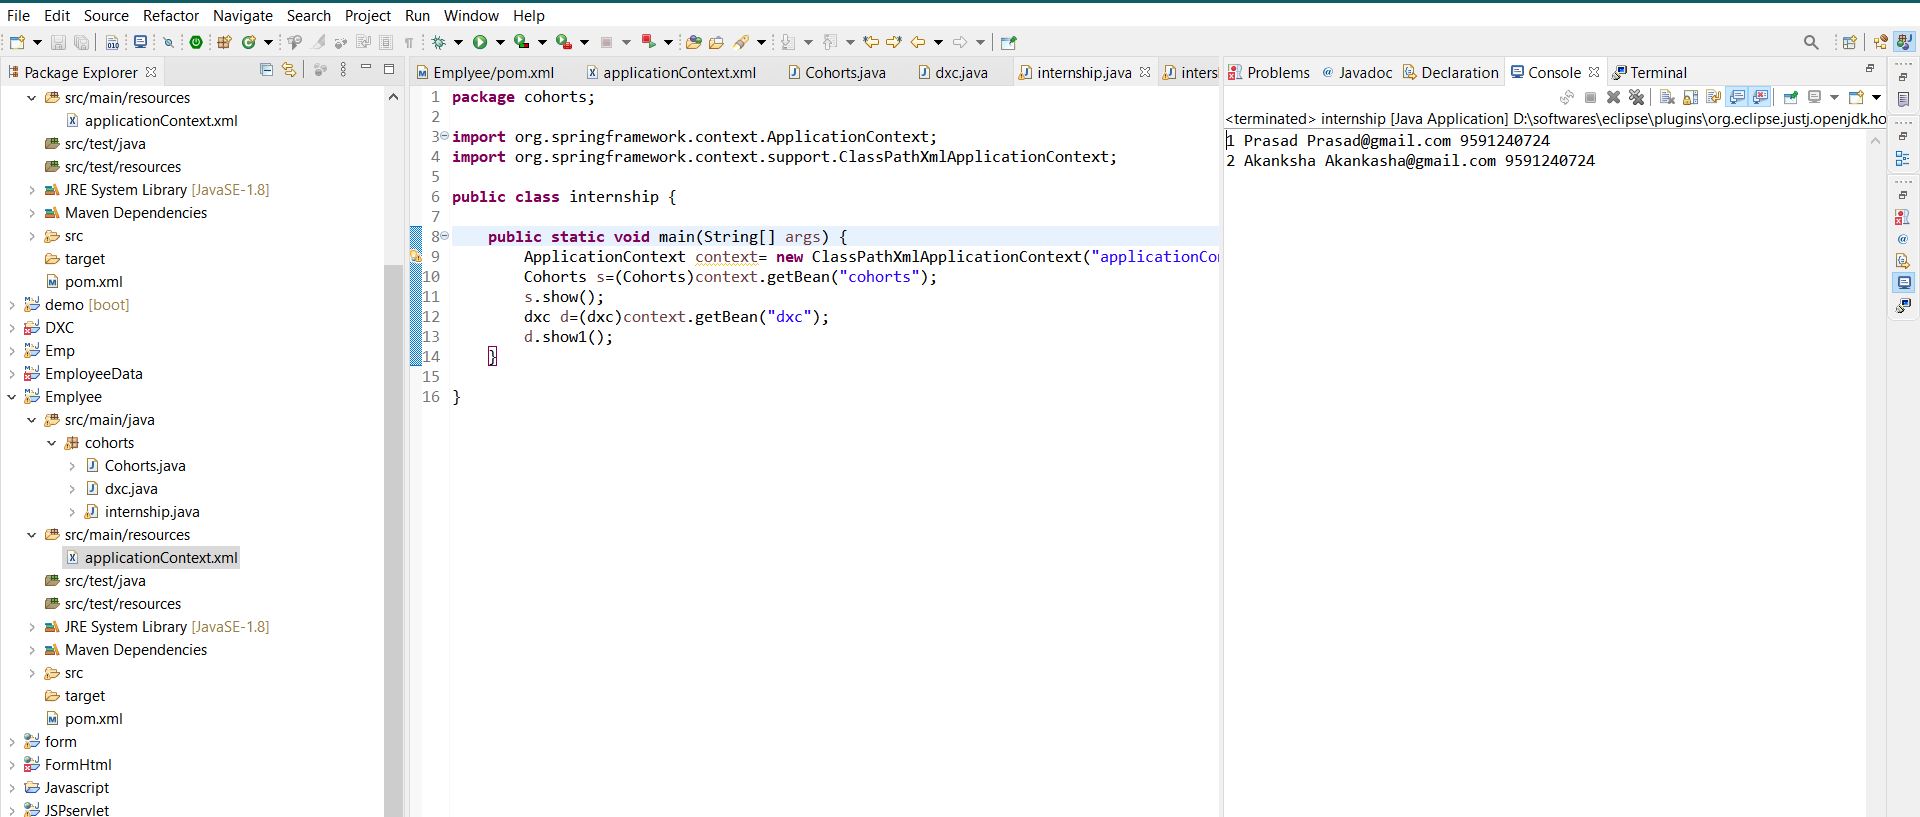 File Edit Source Refactor Navigate Search Project Run Window Help
Package Explorer
src/main/resources
applicationContext.xml
src/test/java
src/test/resources
JRE System Library [JavaSE-1.8]
Maven Dependencies
src
target
pom.xml
demo [boot]
DXC
Emp
EmployeeData
Emplyee
src/main/java
cohorts
Cohorts.java
dxc.java
internship.java
src/main/resources
applicationContext.xml
src/test/java
src/test/resources
JRE System Library [JavaSE-1.8]
Maven Dependencies
src
target
pom.xml
form
FormHtml
Javascript
JSPservlet
Emplyee/pom.xml applicationContext.xml Cohorts.java dxc.java internship.java inters
1 package cohorts;
2
3 import org.springframework.context.ApplicationContext;
4 import org.springframework.context.support.ClassPathXmlApplicationContext;
5
6 public class internship {
7
8 public static void main(String[] args) {
9 ApplicationContext context= new ClassPathXmlApplicationContext("applicationCo
10 Cohorts s=(Cohorts)context.getBean("cohorts");
11 s.show();
12 dxc d=(dxc)context.getBean("dxc");
13 d.show1();
14 }
15
16 }
Problems Javadoc Declaration Console Terminal
<terminated> internship [Java Application] D:\softwares\eclipse\plugins\org.eclipse.justj.openjdk.ho
1 Prasad Prasad@gmail.com 9591240724
2 Akanksha Akankasha@gmail.com 9591240724